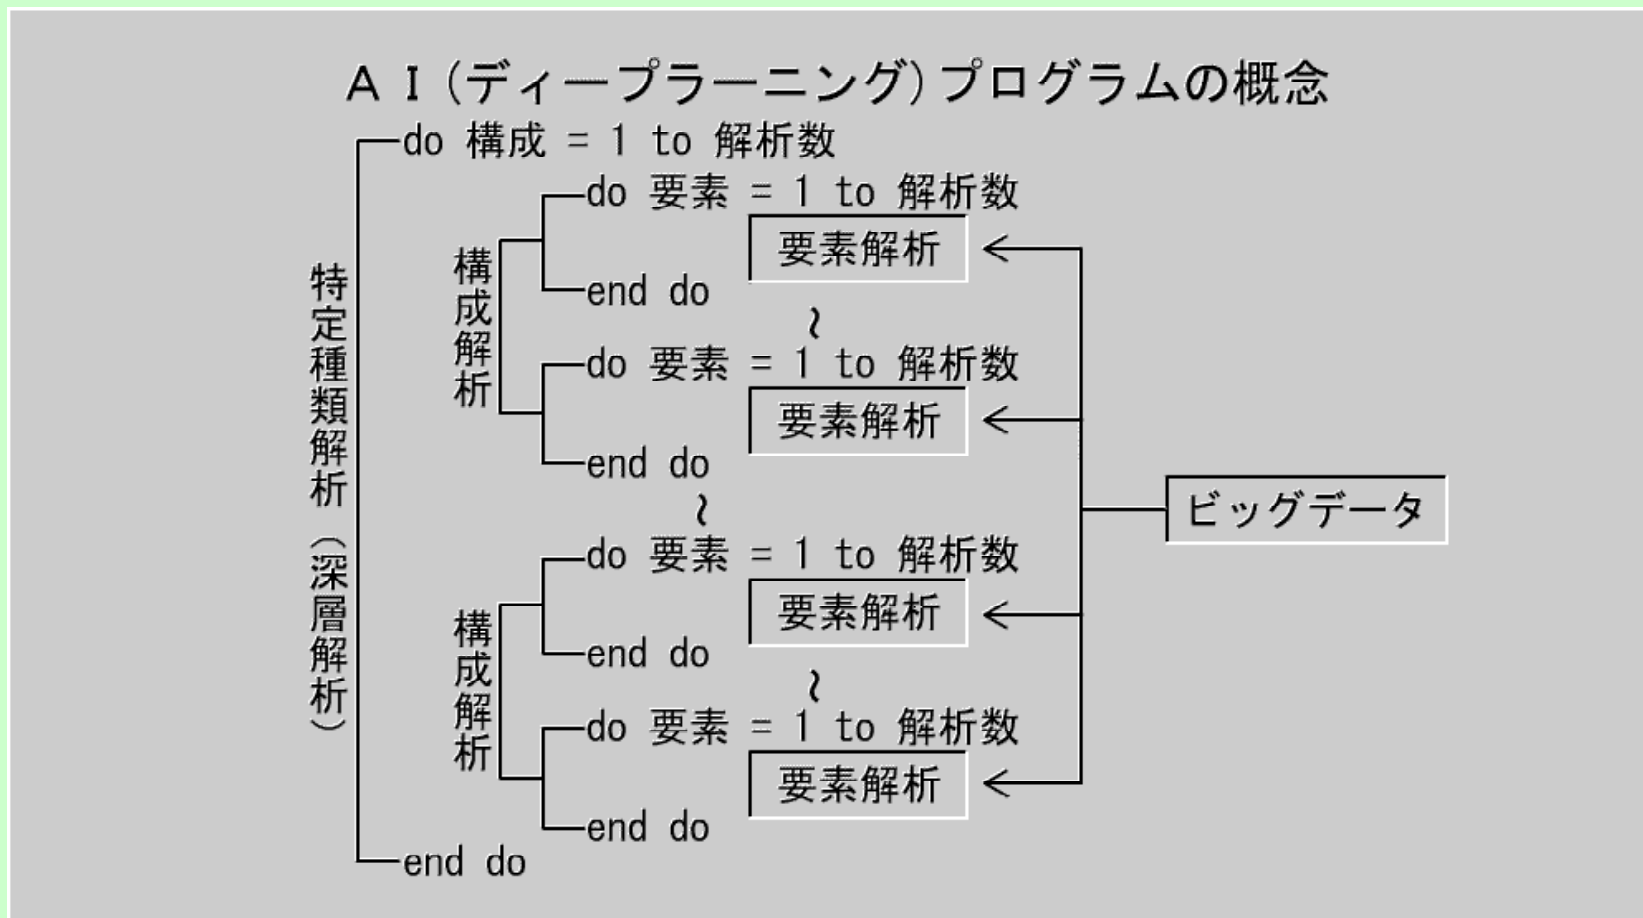 ＡＩ(ディープラーニング)プログラムの概念
do 構成 = 1 to 解析数
do 要素 = 1 to 解析数
要素解析
end do
～
do 要素 = 1 to 解析数
要素解析
end do
構成解析
～
do 要素 = 1 to 解析数
要素解析
end do
～
do 要素 = 1 to 解析数
要素解析
end do
構成解析
end do
特定種類解析（深層解析）
ビッグデータ